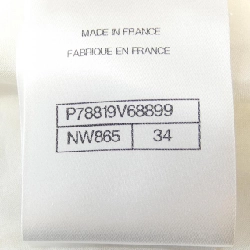 MADE IN FRANCE
FABRIQUE EN FRANCE
P78819V68899
NW865 34